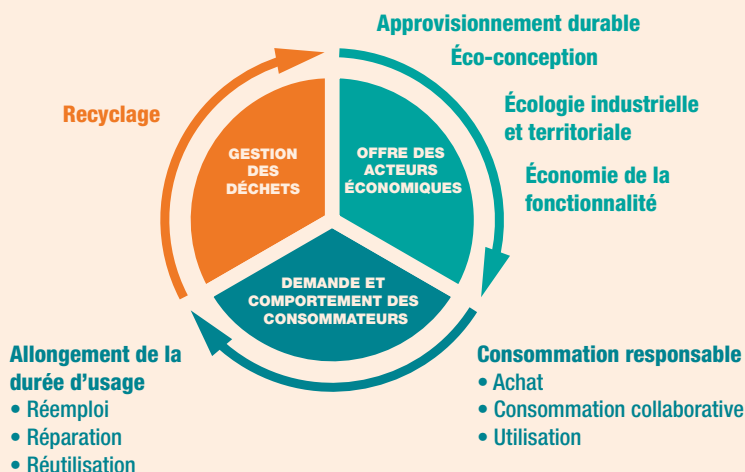 Approvisionnement durable
Éco-conception
Écologie industrielle
et territoriale
Économie de la
fonctionnalité
Recyclage
GESTION
DES
DÉCHETS
OFFRE DES
ACTEURS
ÉCONOMIQUES
DEMANDE ET
COMPORTEMENT DES
CONSOMMATEURS
Allongement de la
durée d’usage
• Réemploi
• Réparation
• Réutilisation
Consommation responsable
• Achat
• Consommation collaborative
• Utilisation